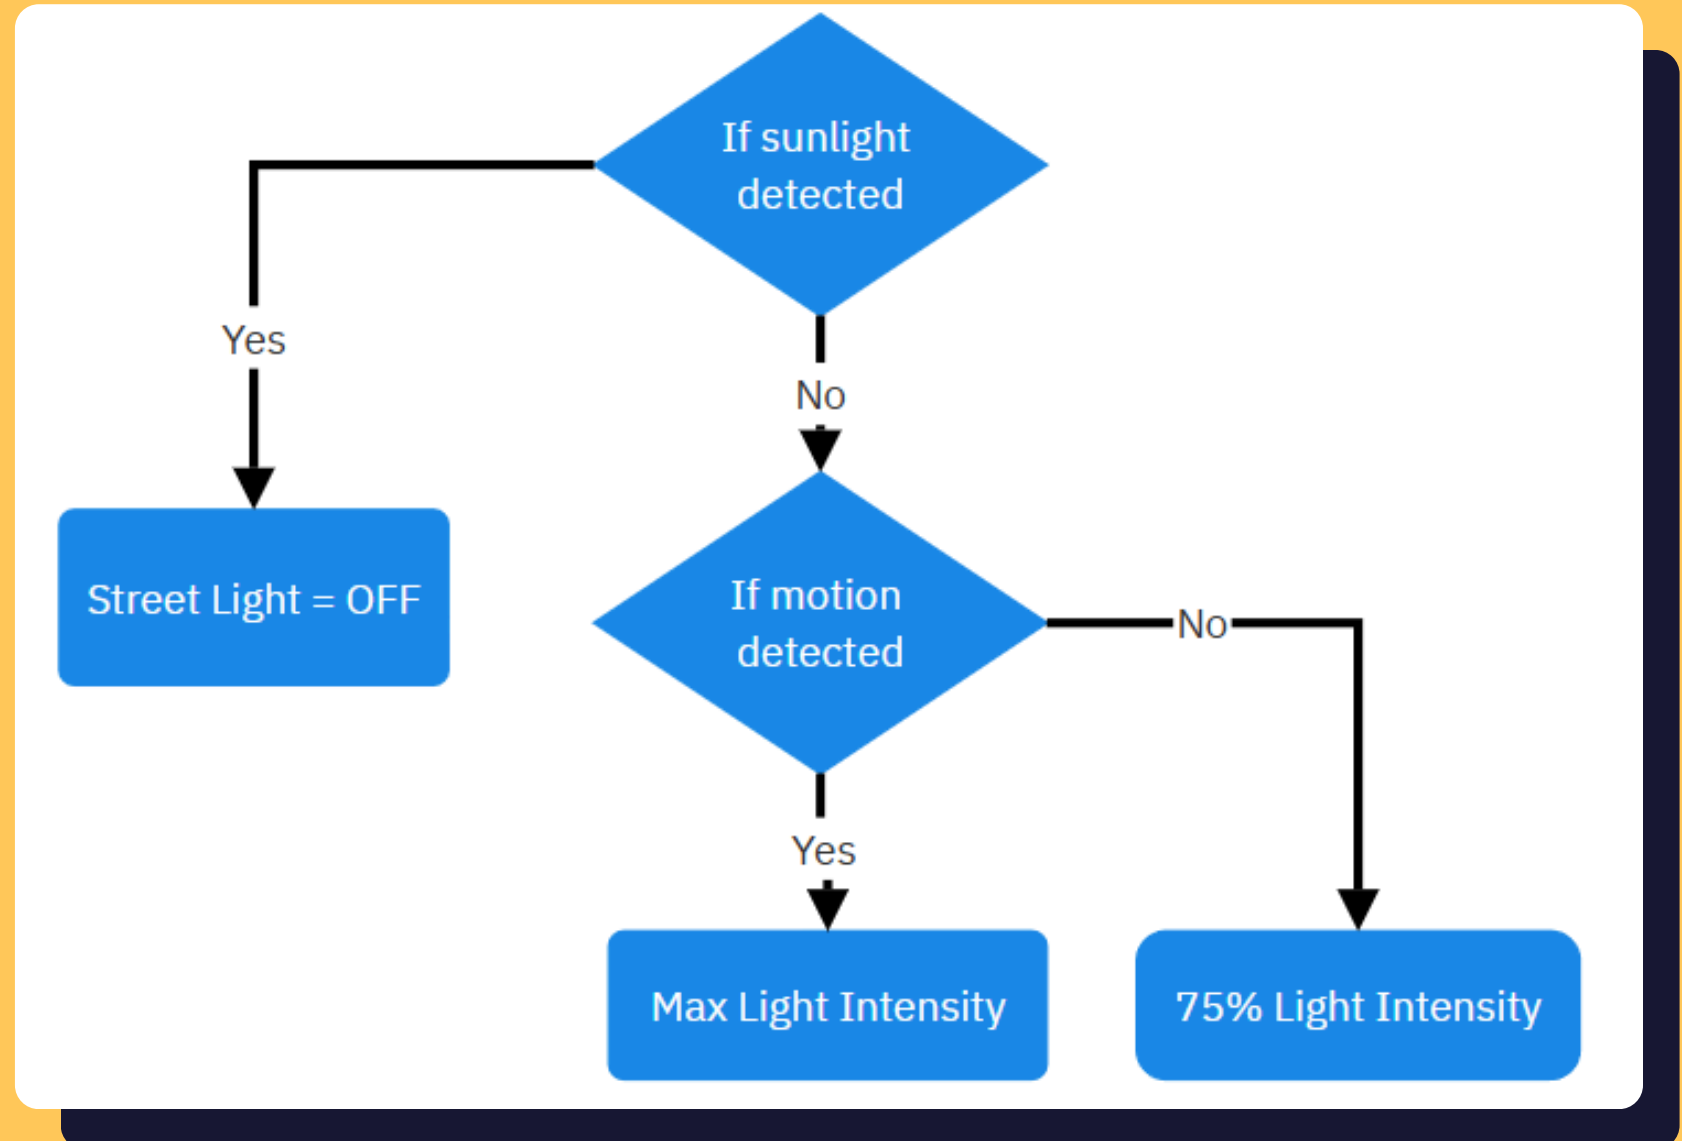 If sunlight
detected
Yes
No
Street Light = OFF
If motion
detected
No
Yes
Max Light Intensity
75% Light Intensity